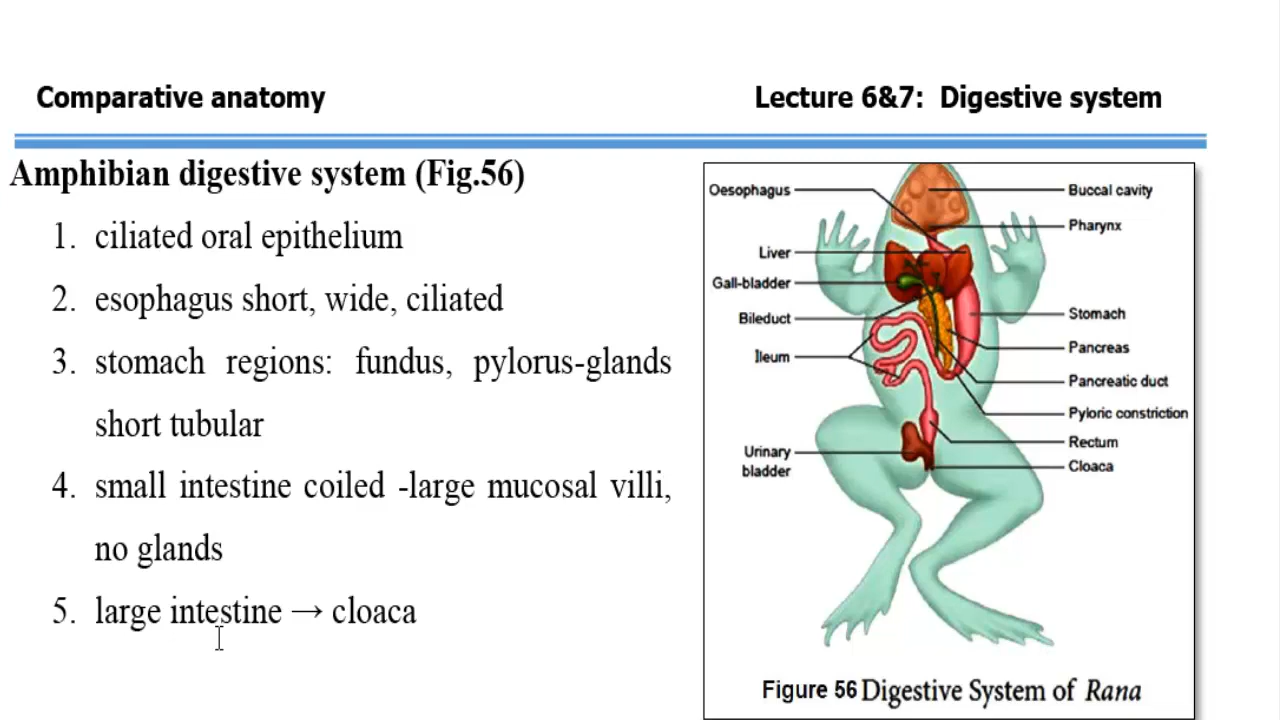 Comparative anatomy
Lecture 6&7: Digestive system
Amphibian digestive system (Fig.56)
1. ciliated oral epithelium
2. esophagus short, wide, ciliated
3. stomach regions: fundus, pylorus-glands
short tubular
4. small intestine coiled -large mucosal villi,
no glands
5. large intestine → cloaca
Oesophagus
Liver
Gall-bladder
Bileduct
Ileum
Urinary
bladder
Buccal cavity
Pharynx
Stomach
Pancreas
Pancreatic duct
Pyloric constriction
Rectum
Cloaca
Figure 56 Digestive System of Rana